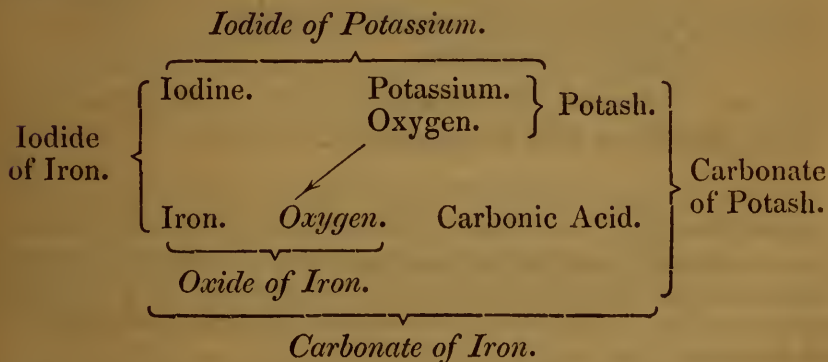 Iodide of Potassium.
Iodine. Potassium.
Oxygen. Potash.
Iodide
of Iron.
Carbonate
of Potash.
Iron. Oxygen. Carbonic Acid.
Oxide of Iron.
Carbonate of Iron.